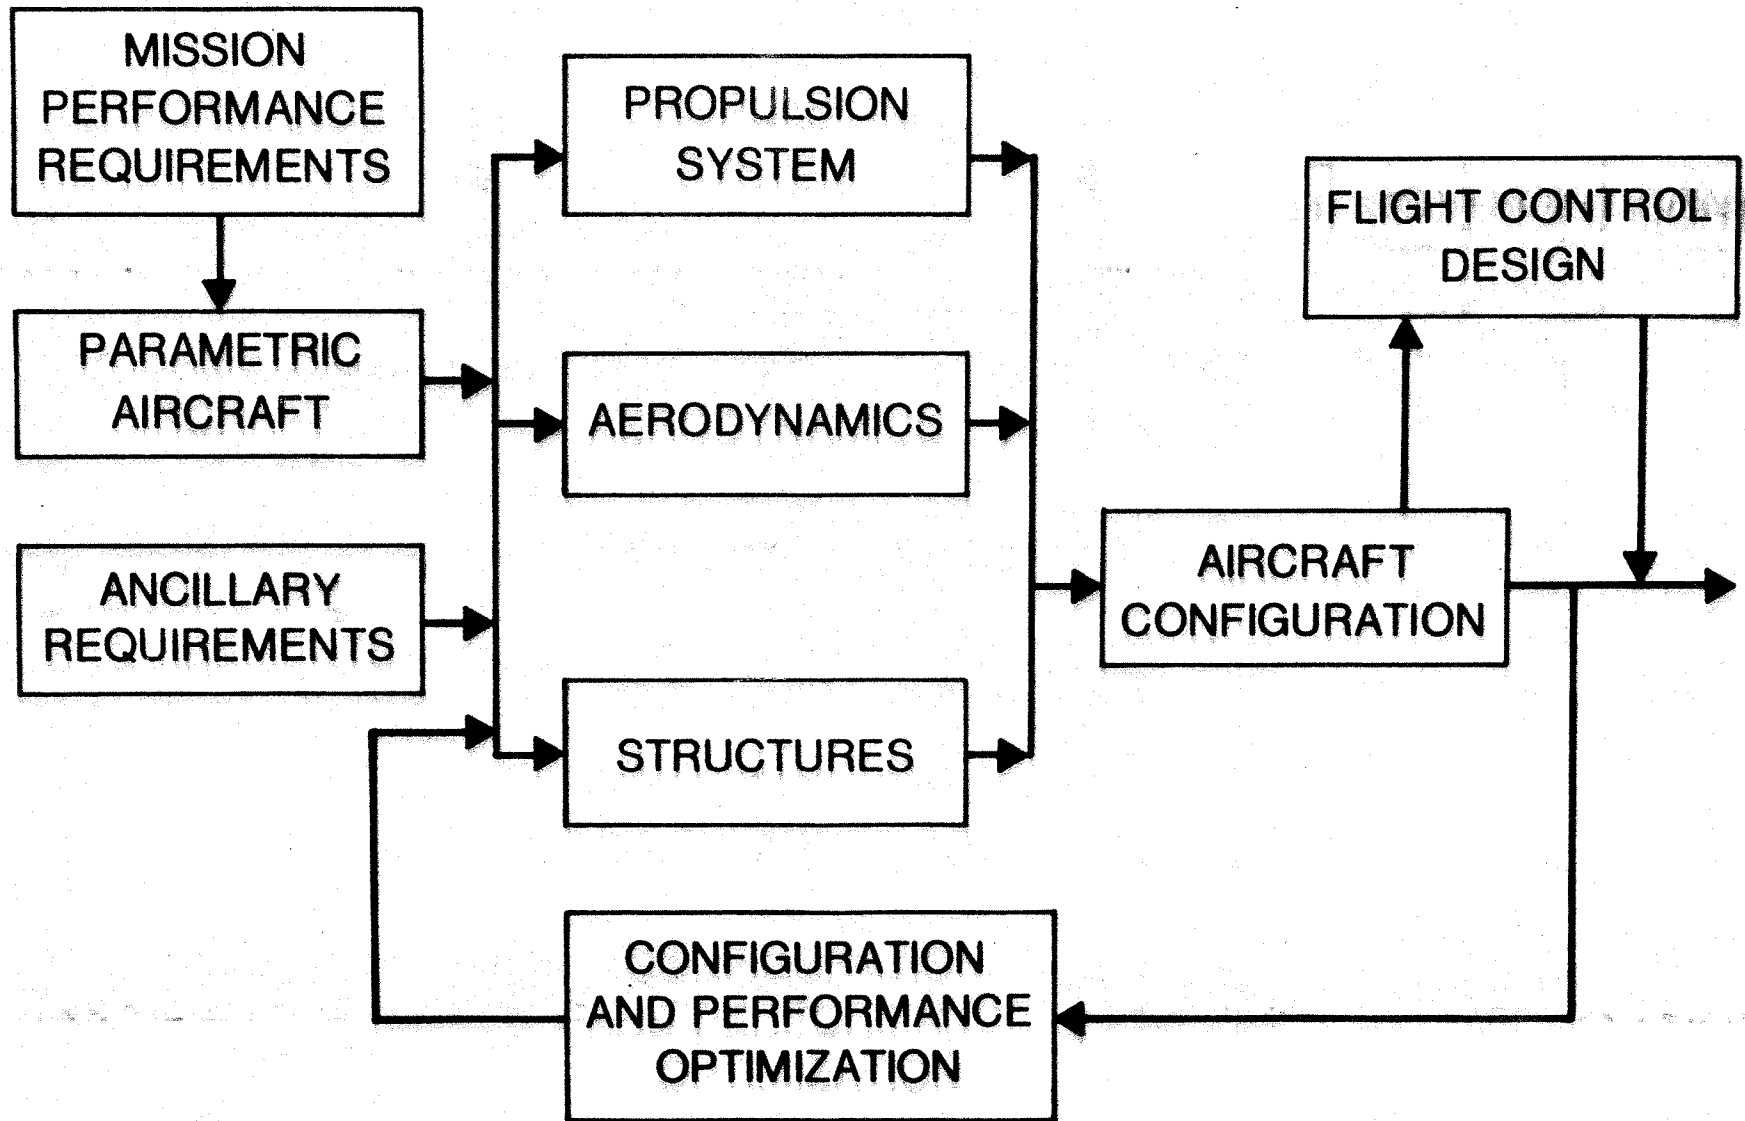 MISSION
PERFORMANCE
REQUIREMENTS
PROPULSION
SYSTEM
FLIGHT CONTROL
DESIGN
PARAMETRIC
AIRCRAFT
AERODYNAMICS
ANCILLARY
REQUIREMENTS
AIRCRAFT
CONFIGURATION
STRUCTURES
CONFIGURATION
AND PERFORMANCE
OPTIMIZATION